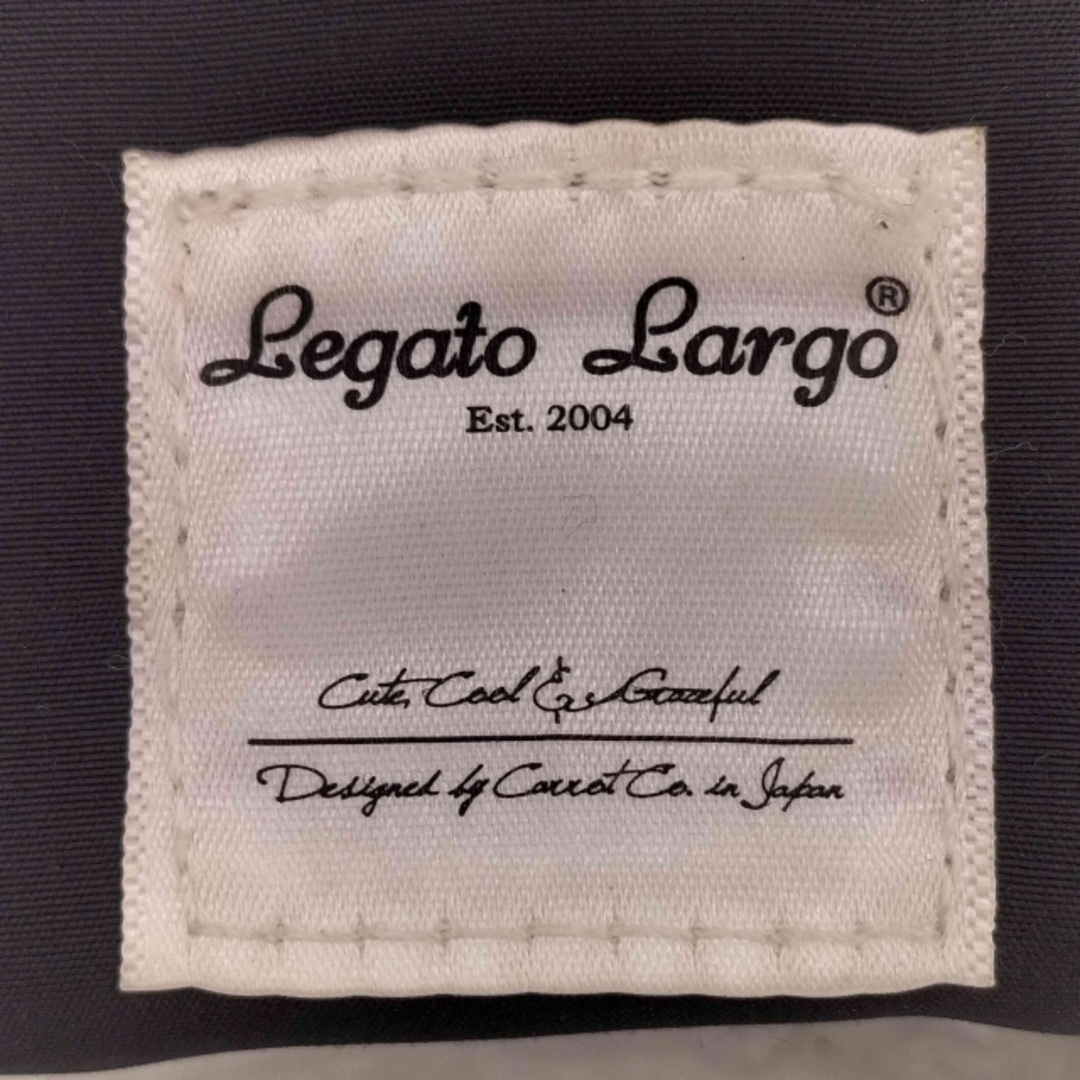 Legato Largo®
Est. 2004
Cute, Cool & Graceful
Designed by Carrot Co. in Japan